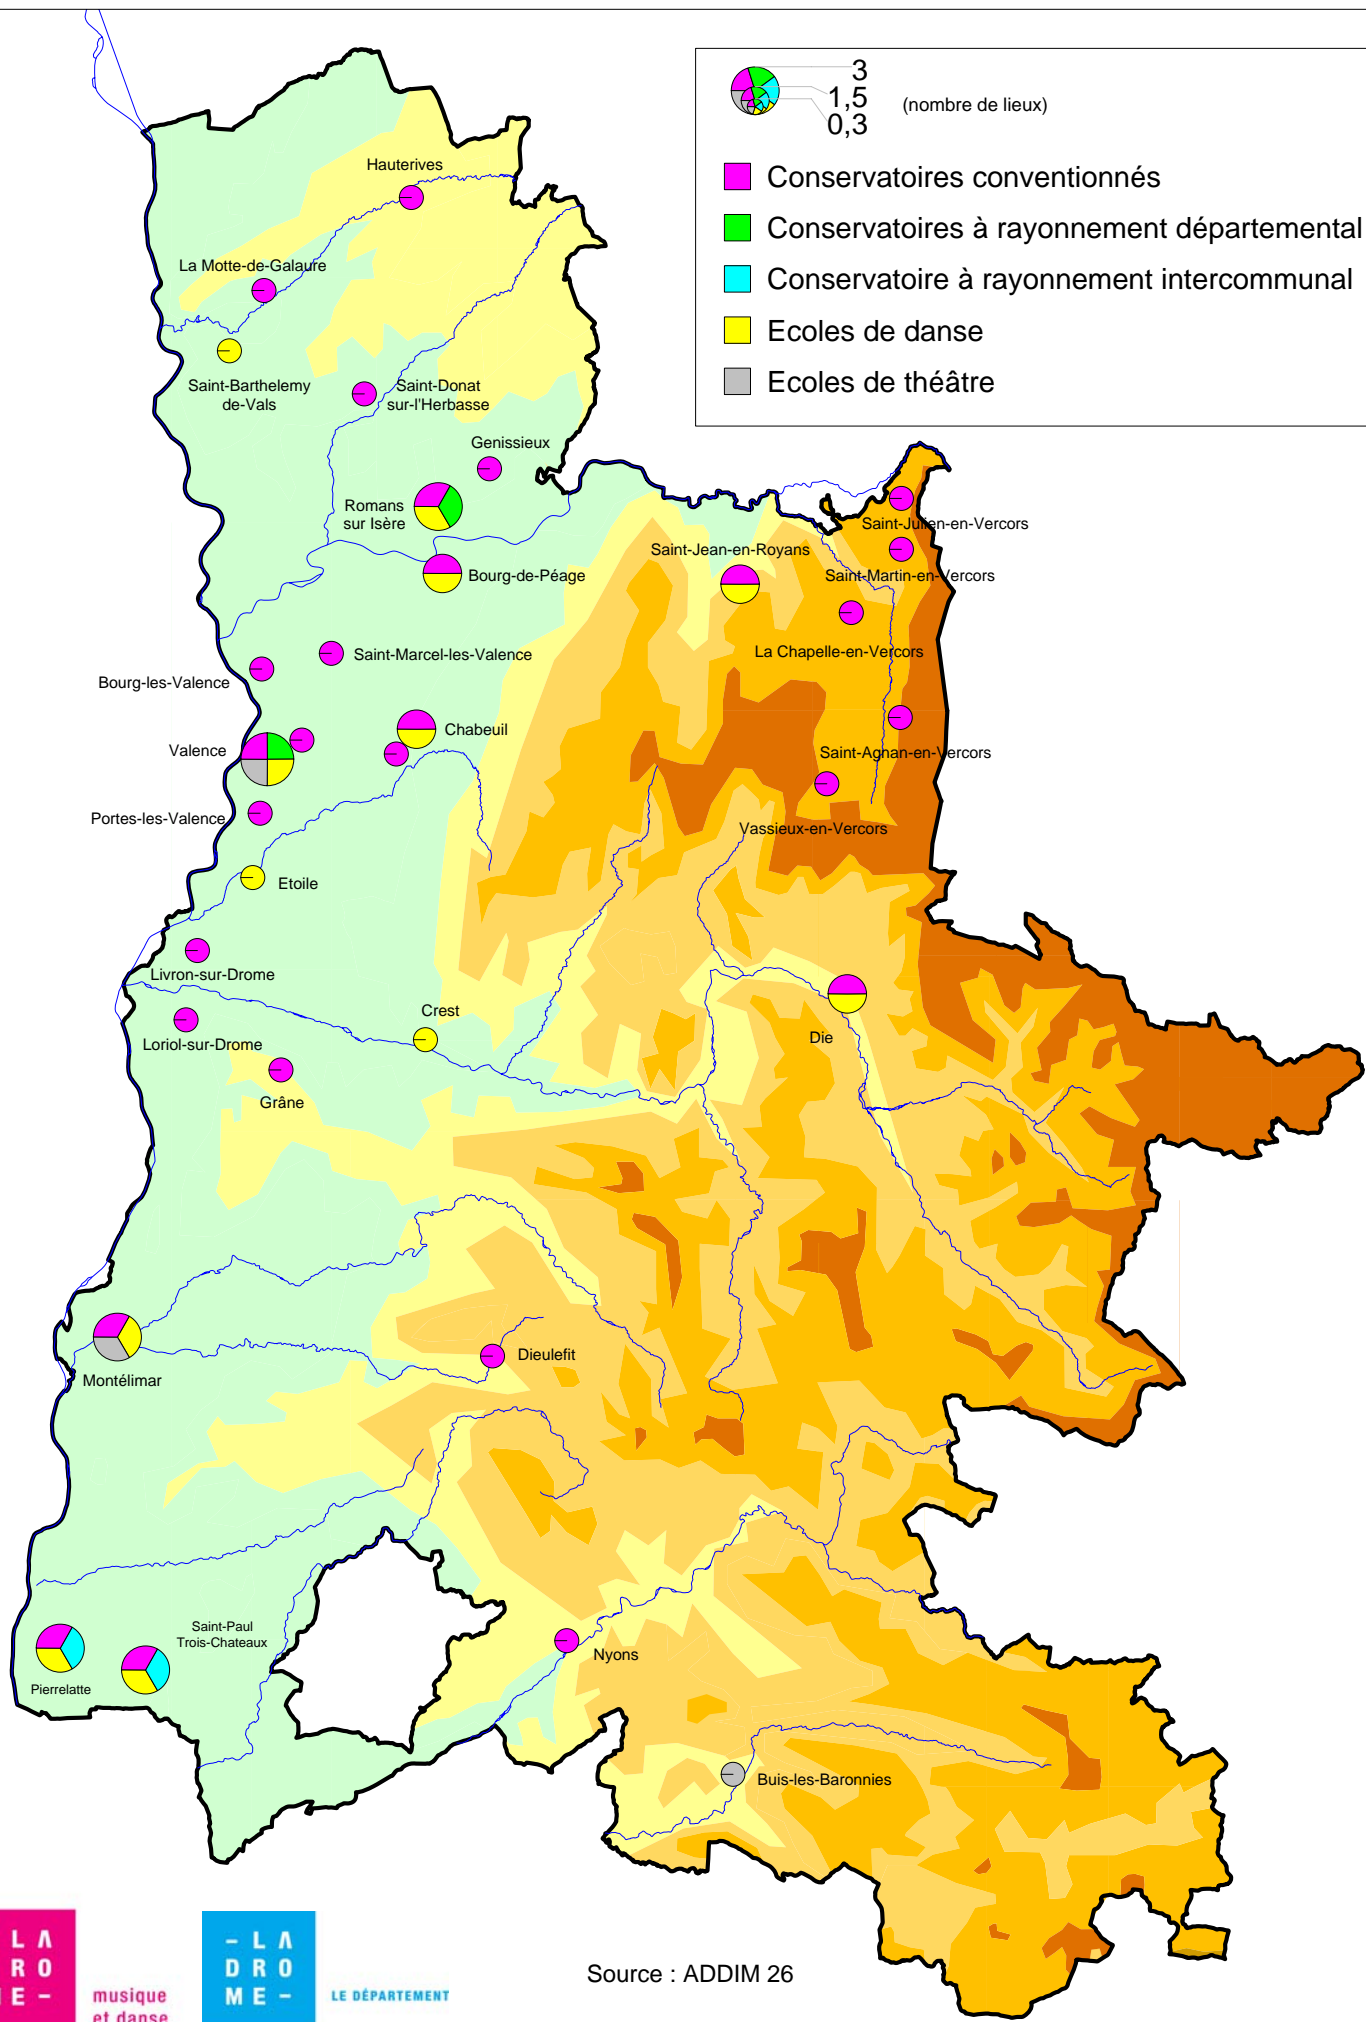 3
1,5
0,3
(nombre de lieux)
Conservatoires conventionnés
Conservatoires à rayonnement départemental
Conservatoire à rayonnement intercommunal
Ecoles de danse
Ecoles de théâtre
Hauterives
La Motte-de-Galaure
Saint-Barthelemy
de-Vals
Saint-Donat
sur-l'Herbasse
Genissieux
Romans
sur Isère
Bourg-de-Péage
Saint-Jean-en-Royans
Saint-Julien-en-Vercors
Saint-Martin-en-Vercors
La Chapelle-en-Vercors
Saint-Marcel-les-Valence
Bourg-les-Valence
Chabeuil
Valence
Saint-Agnan-en-Vercors
Portes-les-Valence
Vassieux-en-Vercors
Etoile
Livron-sur-Drome
Crest
Loriol-sur-Drome
Die
Grâne
Dieulefit
Montélimar
Saint-Paul
Trois-Chateaux
Nyons
Pierrelatte
Buis-les-Baronnies
LA
RO
E –
musique
et danse
– LA
DRO
ME –
LE DÉPARTEMENT
Source : ADDIM 26